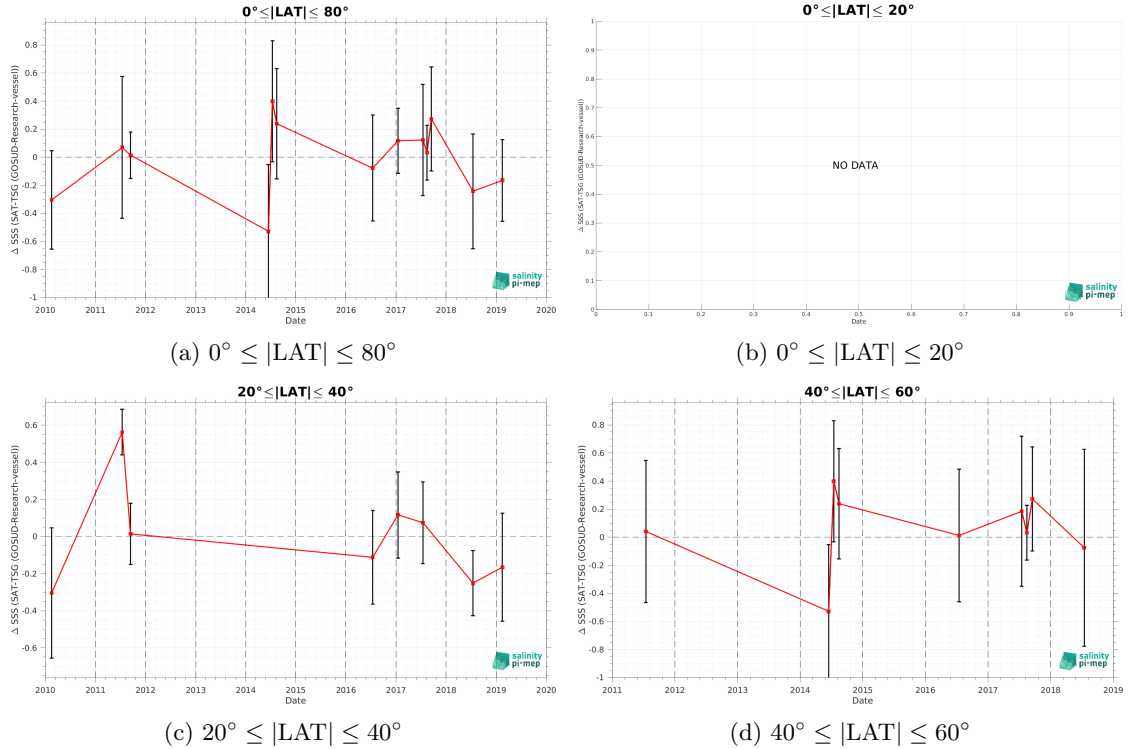 0°≤|LAT|≤ 80°
Δ SSS (SAT-TSG (GOSUD-Research-vessel))
0.8
0.6
0.4
0.2
0
-0.2
-0.4
-0.6
-0.8
-1
salinity
pi-mep
2010 2011 2012 2013 2014 2015 2016 2017 2018 2019 2020
Date
(a) 0° ≤ |LAT| ≤ 80°
0°≤|LAT|≤ 20°
Δ SSS (SAT-TSG (GOSUD-Research-vessel))
1
0.9
0.8
0.7
0.6
0.5
0.4
0.3
0.2
0.1
0
NO DATA
salinity
pi-mep
0 0.1 0.2 0.3 0.4 0.5 0.6 0.7 0.8 0.9 1
Date
(b) 0° ≤ |LAT| ≤ 20°
20°≤|LAT|≤ 40°
Δ SSS (SAT-TSG (GOSUD-Research-vessel))
0.6
0.4
0.2
0
-0.2
-0.4
-0.6
salinity
pi-mep
2010 2011 2012 2013 2014 2015 2016 2017 2018 2019 2020
Date
(c) 20° ≤ |LAT| ≤ 40°
40°≤|LAT|≤ 60°
Δ SSS (SAT-TSG (GOSUD-Research-vessel))
0.8
0.6
0.4
0.2
0
-0.2
-0.4
-0.6
-0.8
-1
salinity
pi-mep
2011 2012 2013 2014 2015 2016 2017 2018 2019
Date
(d) 40° ≤ |LAT| ≤ 60°